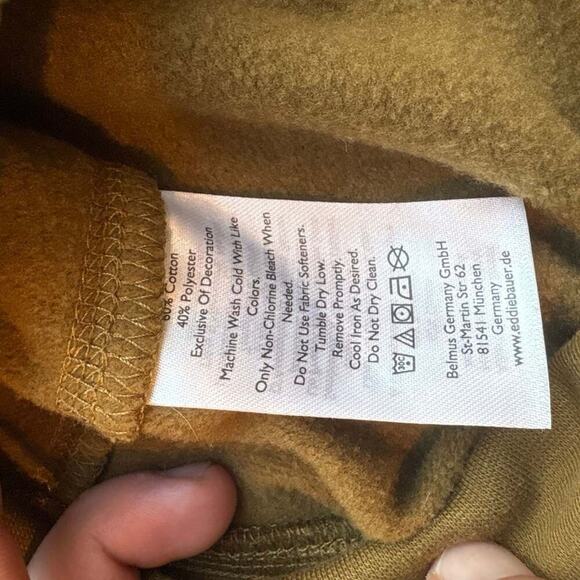 60% Cotton
40% Polyester
Exclusive Of Decoration
Machine Wash Cold With Like
Colors.
Only Non-Chlorine Bleach When
Needed.
Do Not Use Fabric Softeners.
Tumble Dry Low.
Remove Promptly.
Cool Iron As Desired.
Do Not Dry Clean.
30°C
Belmus Germany GmbH
St-Martin Str 62
81541 München
Germany
www.eddiebauer.de